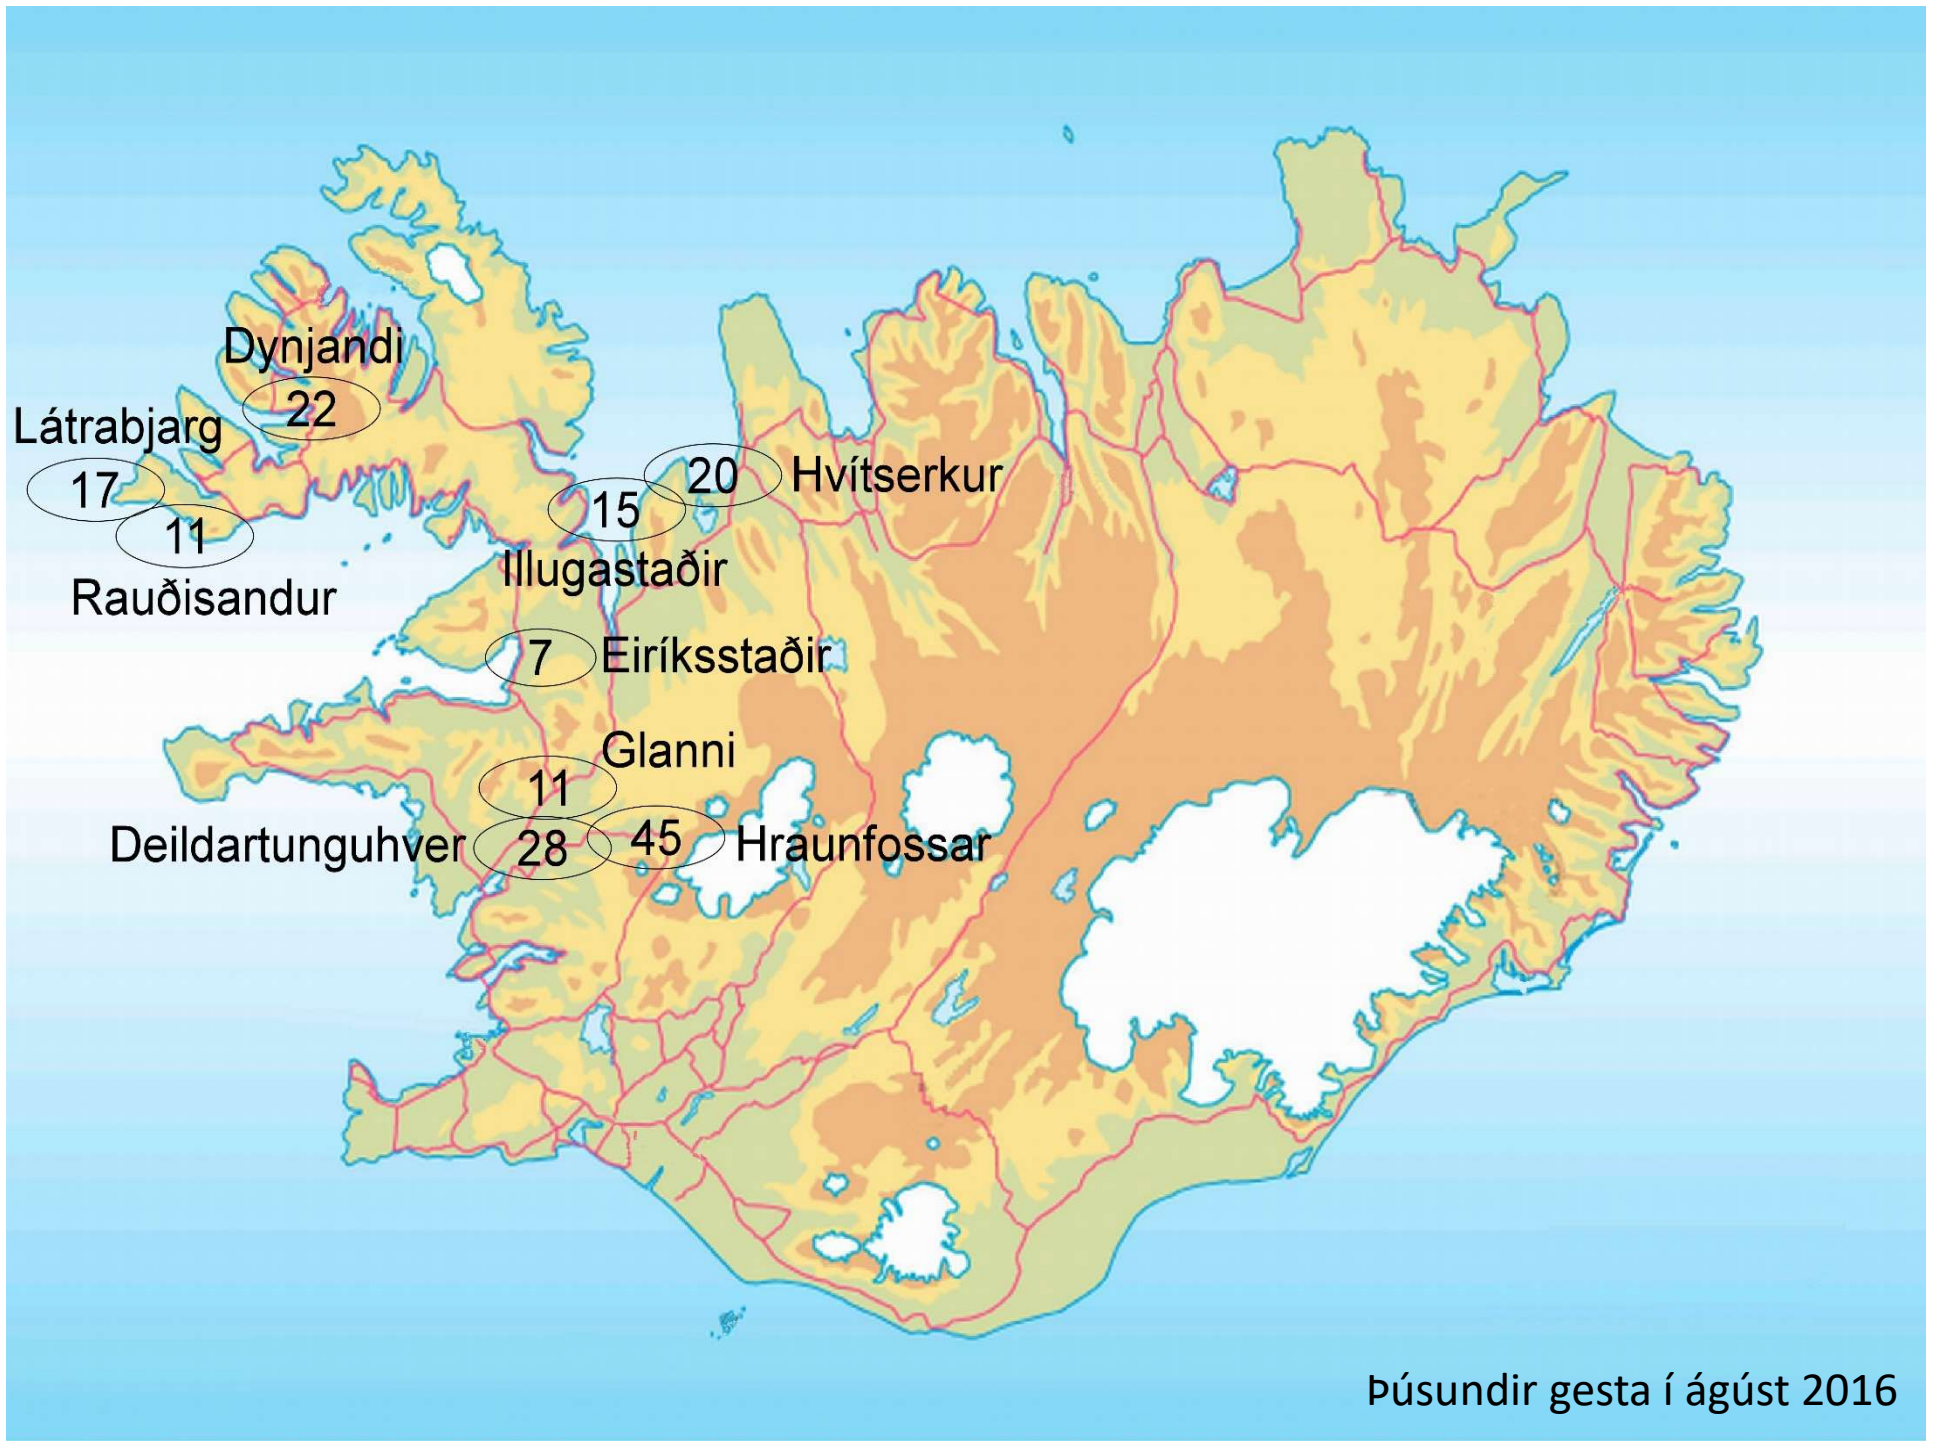 Dynjandi
22
Látrabjarg
17
11
Rauðisandur
20 Hvítserkur
15
Illugastaðir
7 Eiríksstaðir
Glanni
11
Deildartunguhver 28
45 Hraunfossar
Þúsundir gesta í ágúst 2016